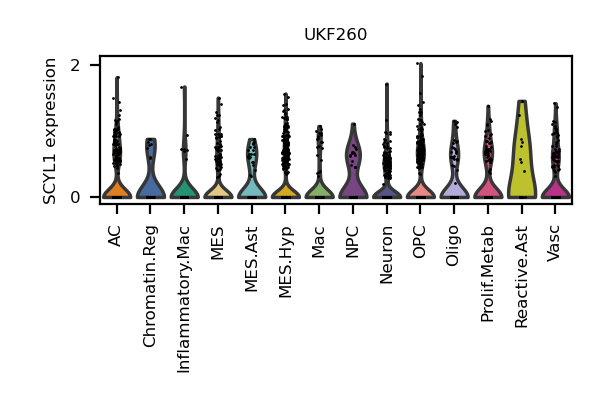 UKF260
SCYL1 expression
2
0
AC
Chromatin.Reg
Inflammatory.Mac
MES
MES.Ast
MES.Hyp
Mac
NPC
Neuron
OPC
Oligo
Prolif.Metab
Reactive.Ast
Vasc